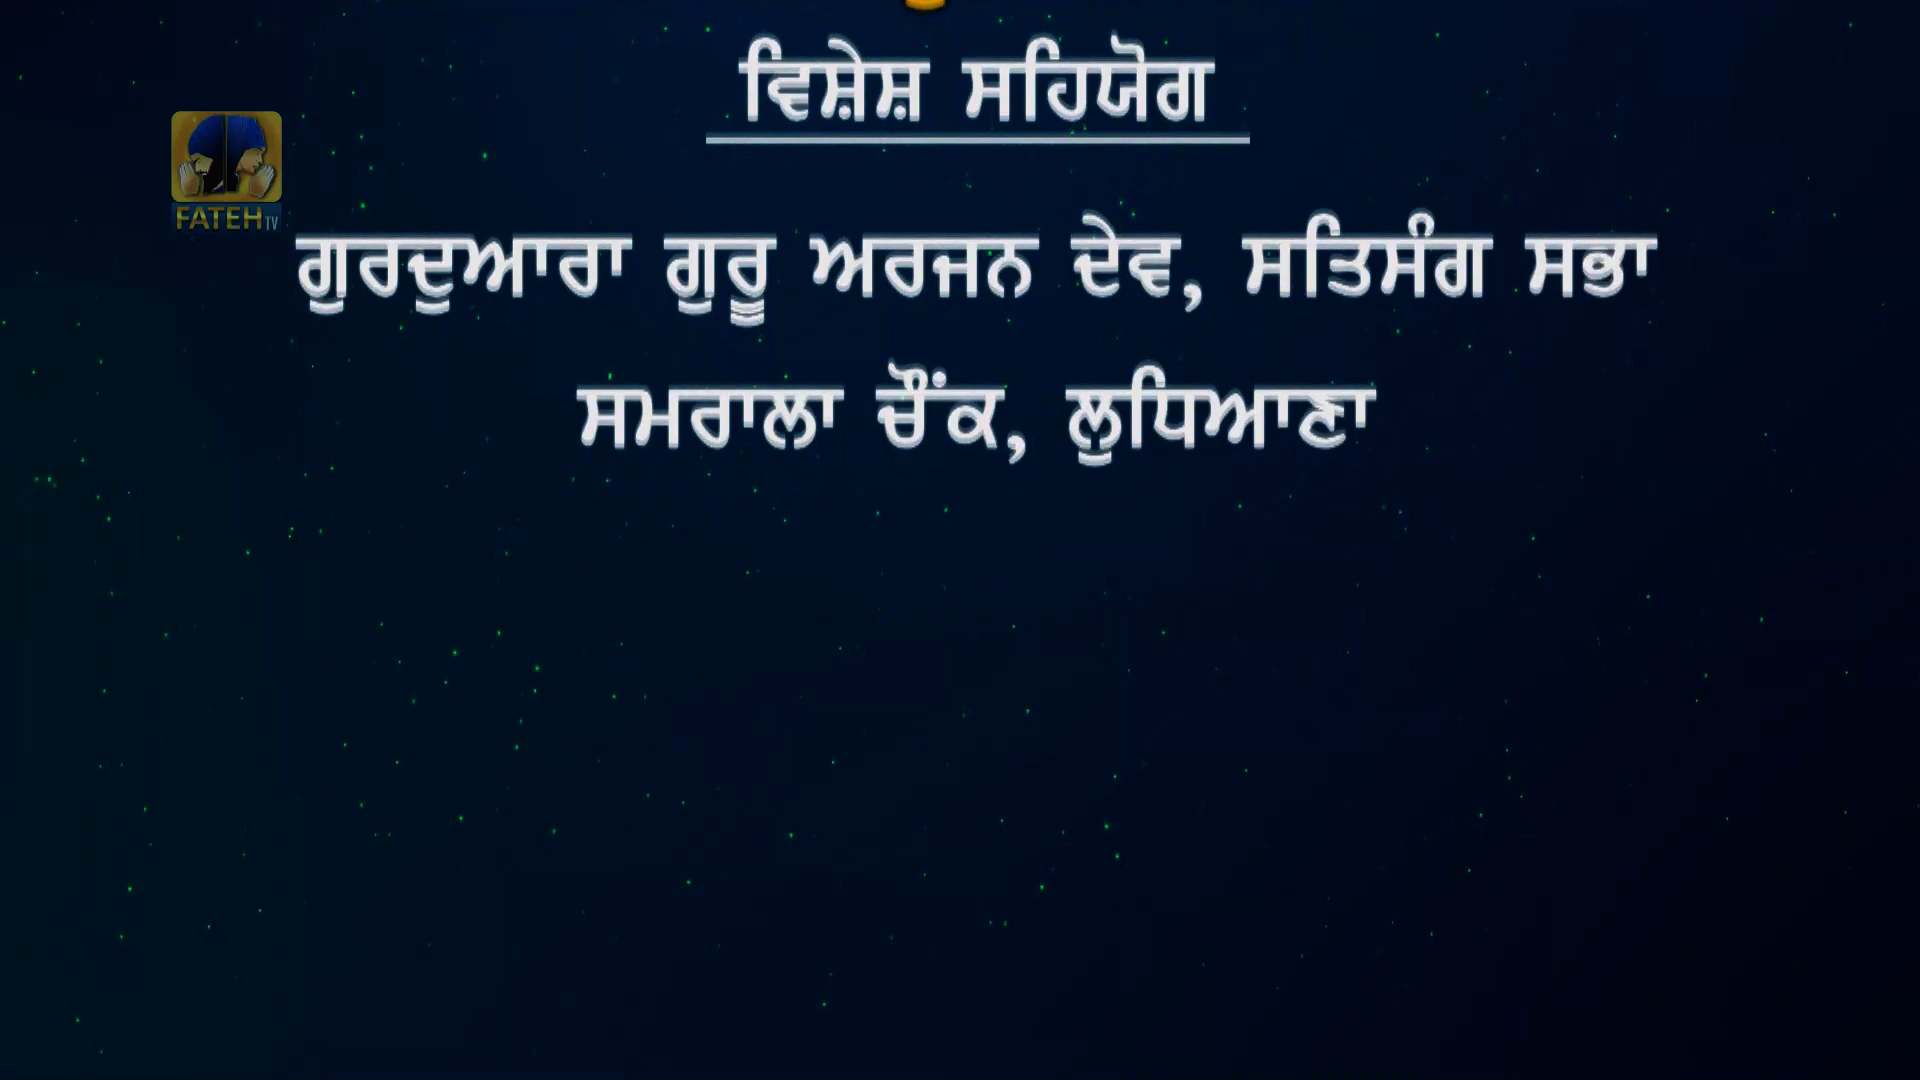 ਵਿਸ਼ੇਸ਼ ਸਹਿਯੋਗ
FATEH TV
ਗੁਰਦੁਆਰਾ ਗੁਰੂ ਅਰਜਨ ਦੇਵ, ਸਤਿਸੰਗ ਸਭਾ
ਸਮਰਾਲਾ ਚੌਂਕ, ਲੁਧਿਆਣਾ